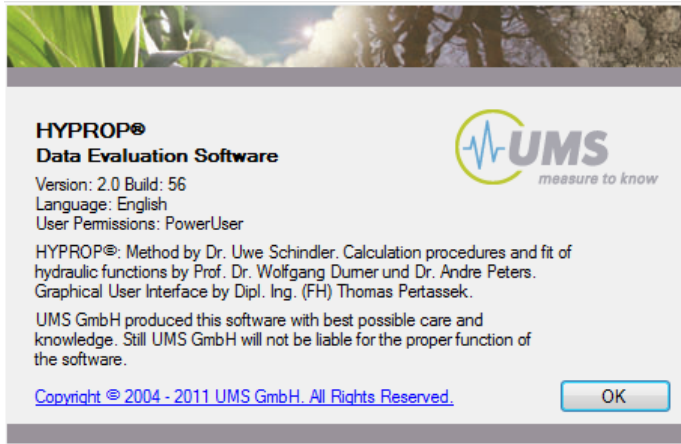 HYPROP®
Data Evaluation Software
UMS
measure to know
Version: 2.0 Build: 56
Language: English
User Permissions: PowerUser
HYPROP®: Method by Dr. Uwe Schindler. Calculation procedures and fit of
hydraulic functions by Prof. Dr. Wolfgang Durner und Dr. Andre Peters.
Graphical User Interface by Dipl. Ing. (FH) Thomas Pertassek.
UMS GmbH produced this software with best possible care and
knowledge. Still UMS GmbH will not be liable for the proper function of
the software.
Copyright © 2004 - 2011 UMS GmbH. All Rights Reserved.
OK